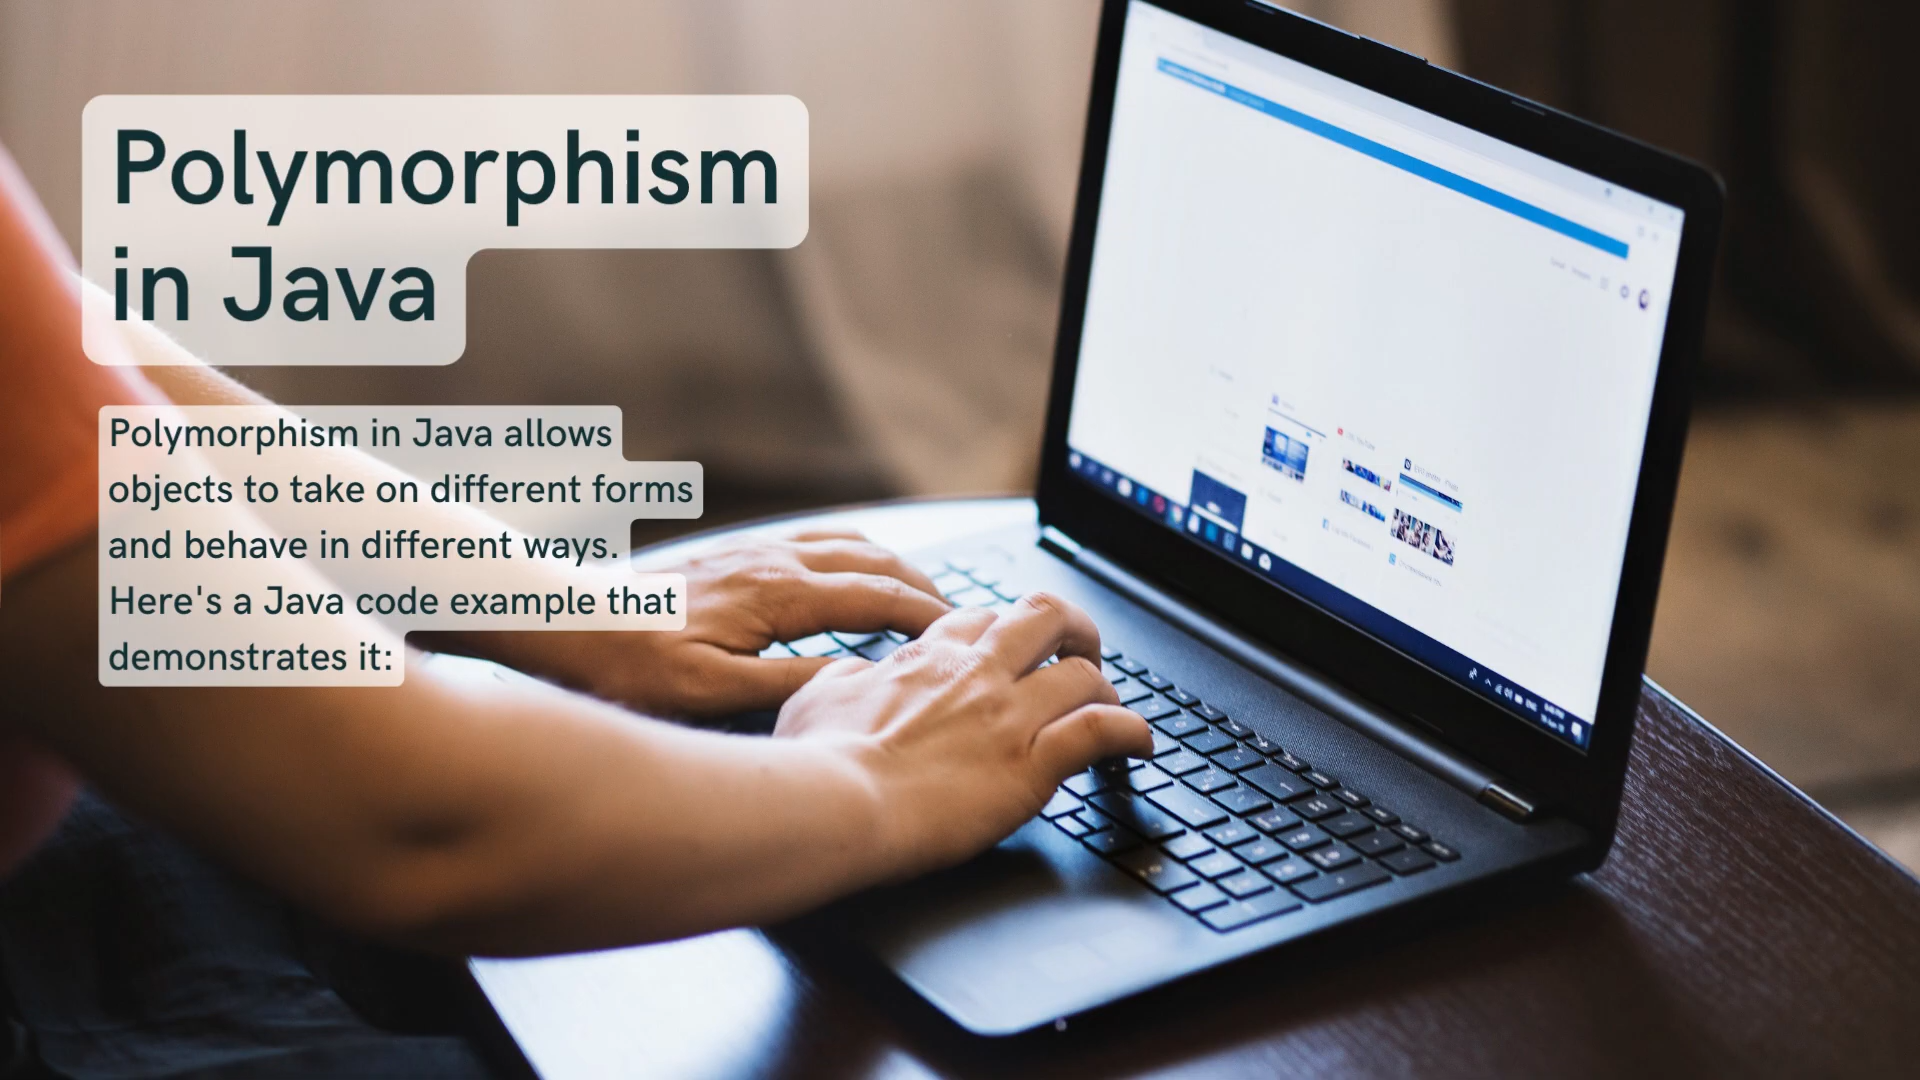 Polymorphism
in Java
Polymorphism in Java allows
objects to take on different forms
and behave in different ways.
Here's a Java code example that
demonstrates it: